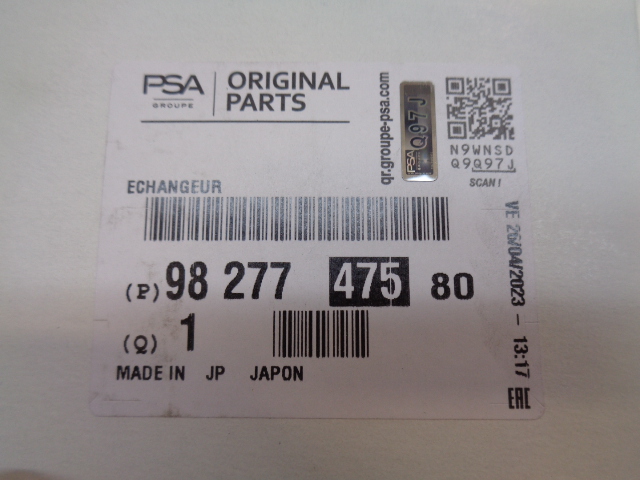 PSA
GROUPE
ORIGINAL
PARTS
qr.groupe-psa.com
PSA
Q97J
N9WNSD
Q9Q97J
SCAN!
ECHANGEUR
(P) 98 277 475 80
(Q) 1
MADE IN JP JAPON
VE 26/04/2023 - 13:17
EAC